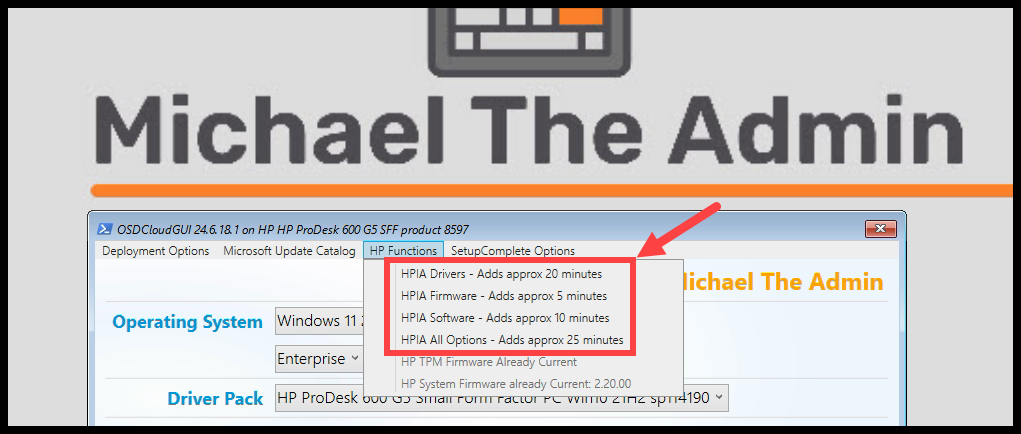 Michael The Admin
OSDCloudGUI 24.6.18.1 on HP HP ProDesk 600 G5 SFF product 8597
Deployment Options Microsoft Update Catalog HP Functions SetupComplete Options
HPIA Drivers - Adds approx 20 minutes
Michael The Admin
HPIA Firmware - Adds approx 5 minutes
Operating System Windows 11
HPIA Software - Adds approx 10 minutes
HPIA All Options - Adds approx 25 minutes
Enterprise
HP TPM Firmware Already Current
HP System Firmware already Current: 2.20.00
Driver Pack HP ProDesk 600 G5 Small Form Factor PC Win10 21H2 sp114190